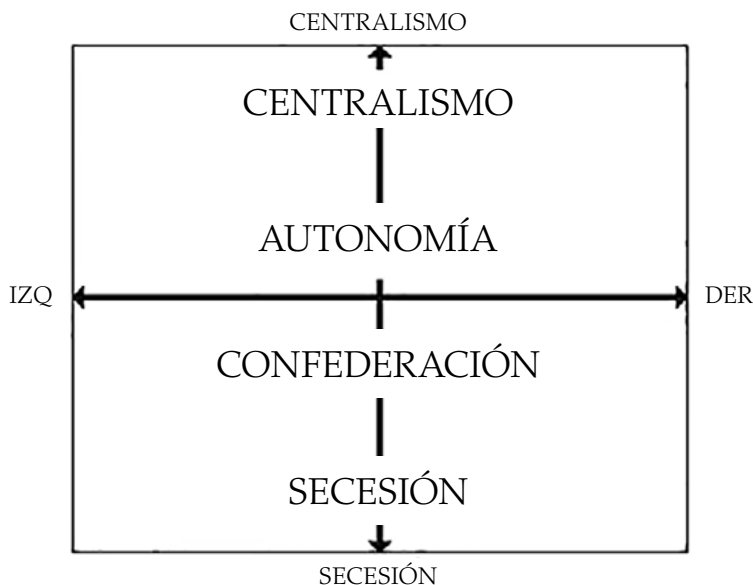 CENTRALISMO
CENTRALISMO
AUTONOMÍA
IZQ
DER
CONFEDERACIÓN
SECESIÓN
SECESIÓN